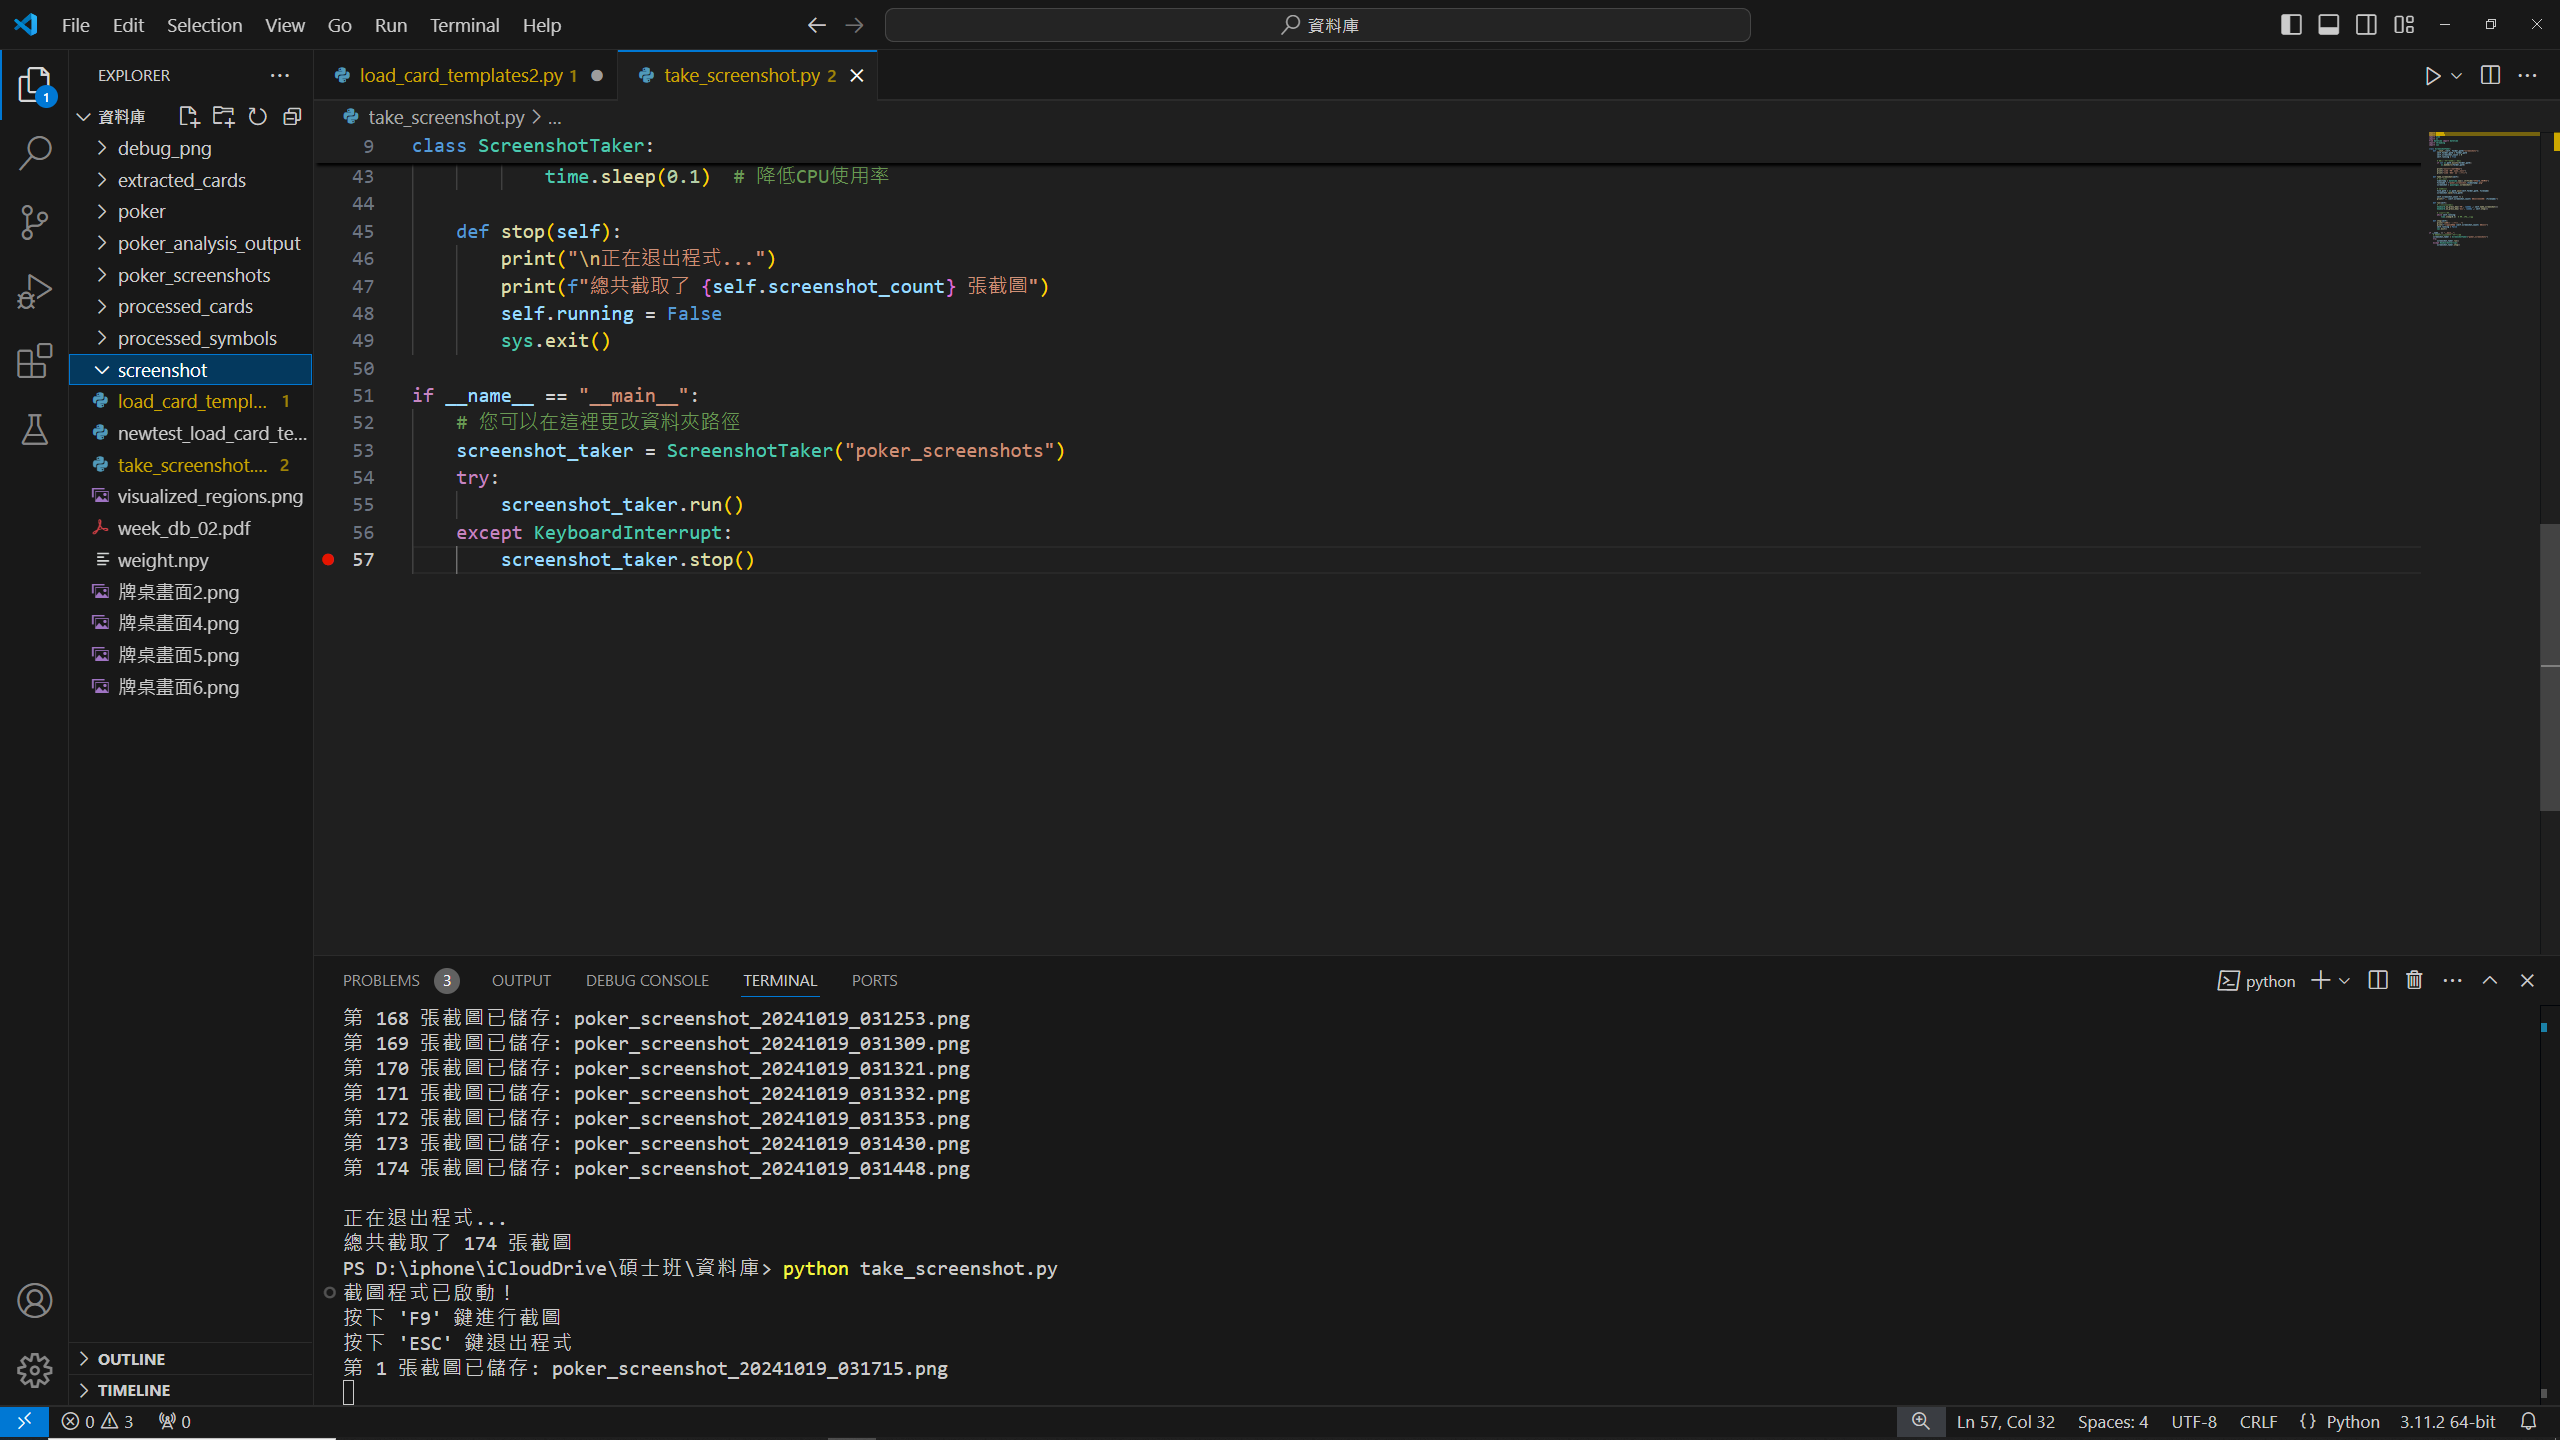 File Edit Selection View Go Run Terminal Help
資料庫
EXPLORER
資料庫
debug_png
extracted_cards
poker
poker_analysis_output
poker_screenshots
processed_cards
processed_symbols
screenshot
load_card_templ... 1
newtest_load_card_te...
take_screenshot.... 2
visualized_regions.png
week_db_02.pdf
weight.npy
牌桌畫面2.png
牌桌畫面4.png
牌桌畫面5.png
牌桌畫面6.png
OUTLINE
TIMELINE
1
load_card_templates2.py 1
take_screenshot.py 2
take_screenshot.py > ...
9 class ScreenshotTaker:
43 time.sleep(0.1) # 降低CPU使用率
44
45 def stop(self):
46 print("\n正在退出程式...")
47 print(f"總共截取了 {self.screenshot_count} 張截圖")
48 self.running = False
49 sys.exit()
50
51 if __name__ == "__main__":
52 # 您可以在這裡更改資料夾路徑
53 screenshot_taker = ScreenshotTaker("poker_screenshots")
54 try:
55 screenshot_taker.run()
56 except KeyboardInterrupt:
57 screenshot_taker.stop()
PROBLEMS 3 OUTPUT DEBUG CONSOLE TERMINAL PORTS
python
第 168 張截圖已儲存: poker_screenshot_20241019_031253.png
第 169 張截圖已儲存: poker_screenshot_20241019_031309.png
第 170 張截圖已儲存: poker_screenshot_20241019_031321.png
第 171 張截圖已儲存: poker_screenshot_20241019_031332.png
第 172 張截圖已儲存: poker_screenshot_20241019_031353.png
第 173 張截圖已儲存: poker_screenshot_20241019_031430.png
第 174 張截圖已儲存: poker_screenshot_20241019_031448.png
正在退出程式...
總共截取了 174 張截圖
PS D:\iphone\iCloudDrive\碩士班\資料庫> python take_screenshot.py
截圖程式已啟動！
按下 'F9' 鍵進行截圖
按下 'ESC' 鍵退出程式
第 1 張截圖已儲存: poker_screenshot_20241019_031715.png
0 3 0
Ln 57, Col 32 Spaces: 4 UTF-8 CRLF {} Python 3.11.2 64-bit